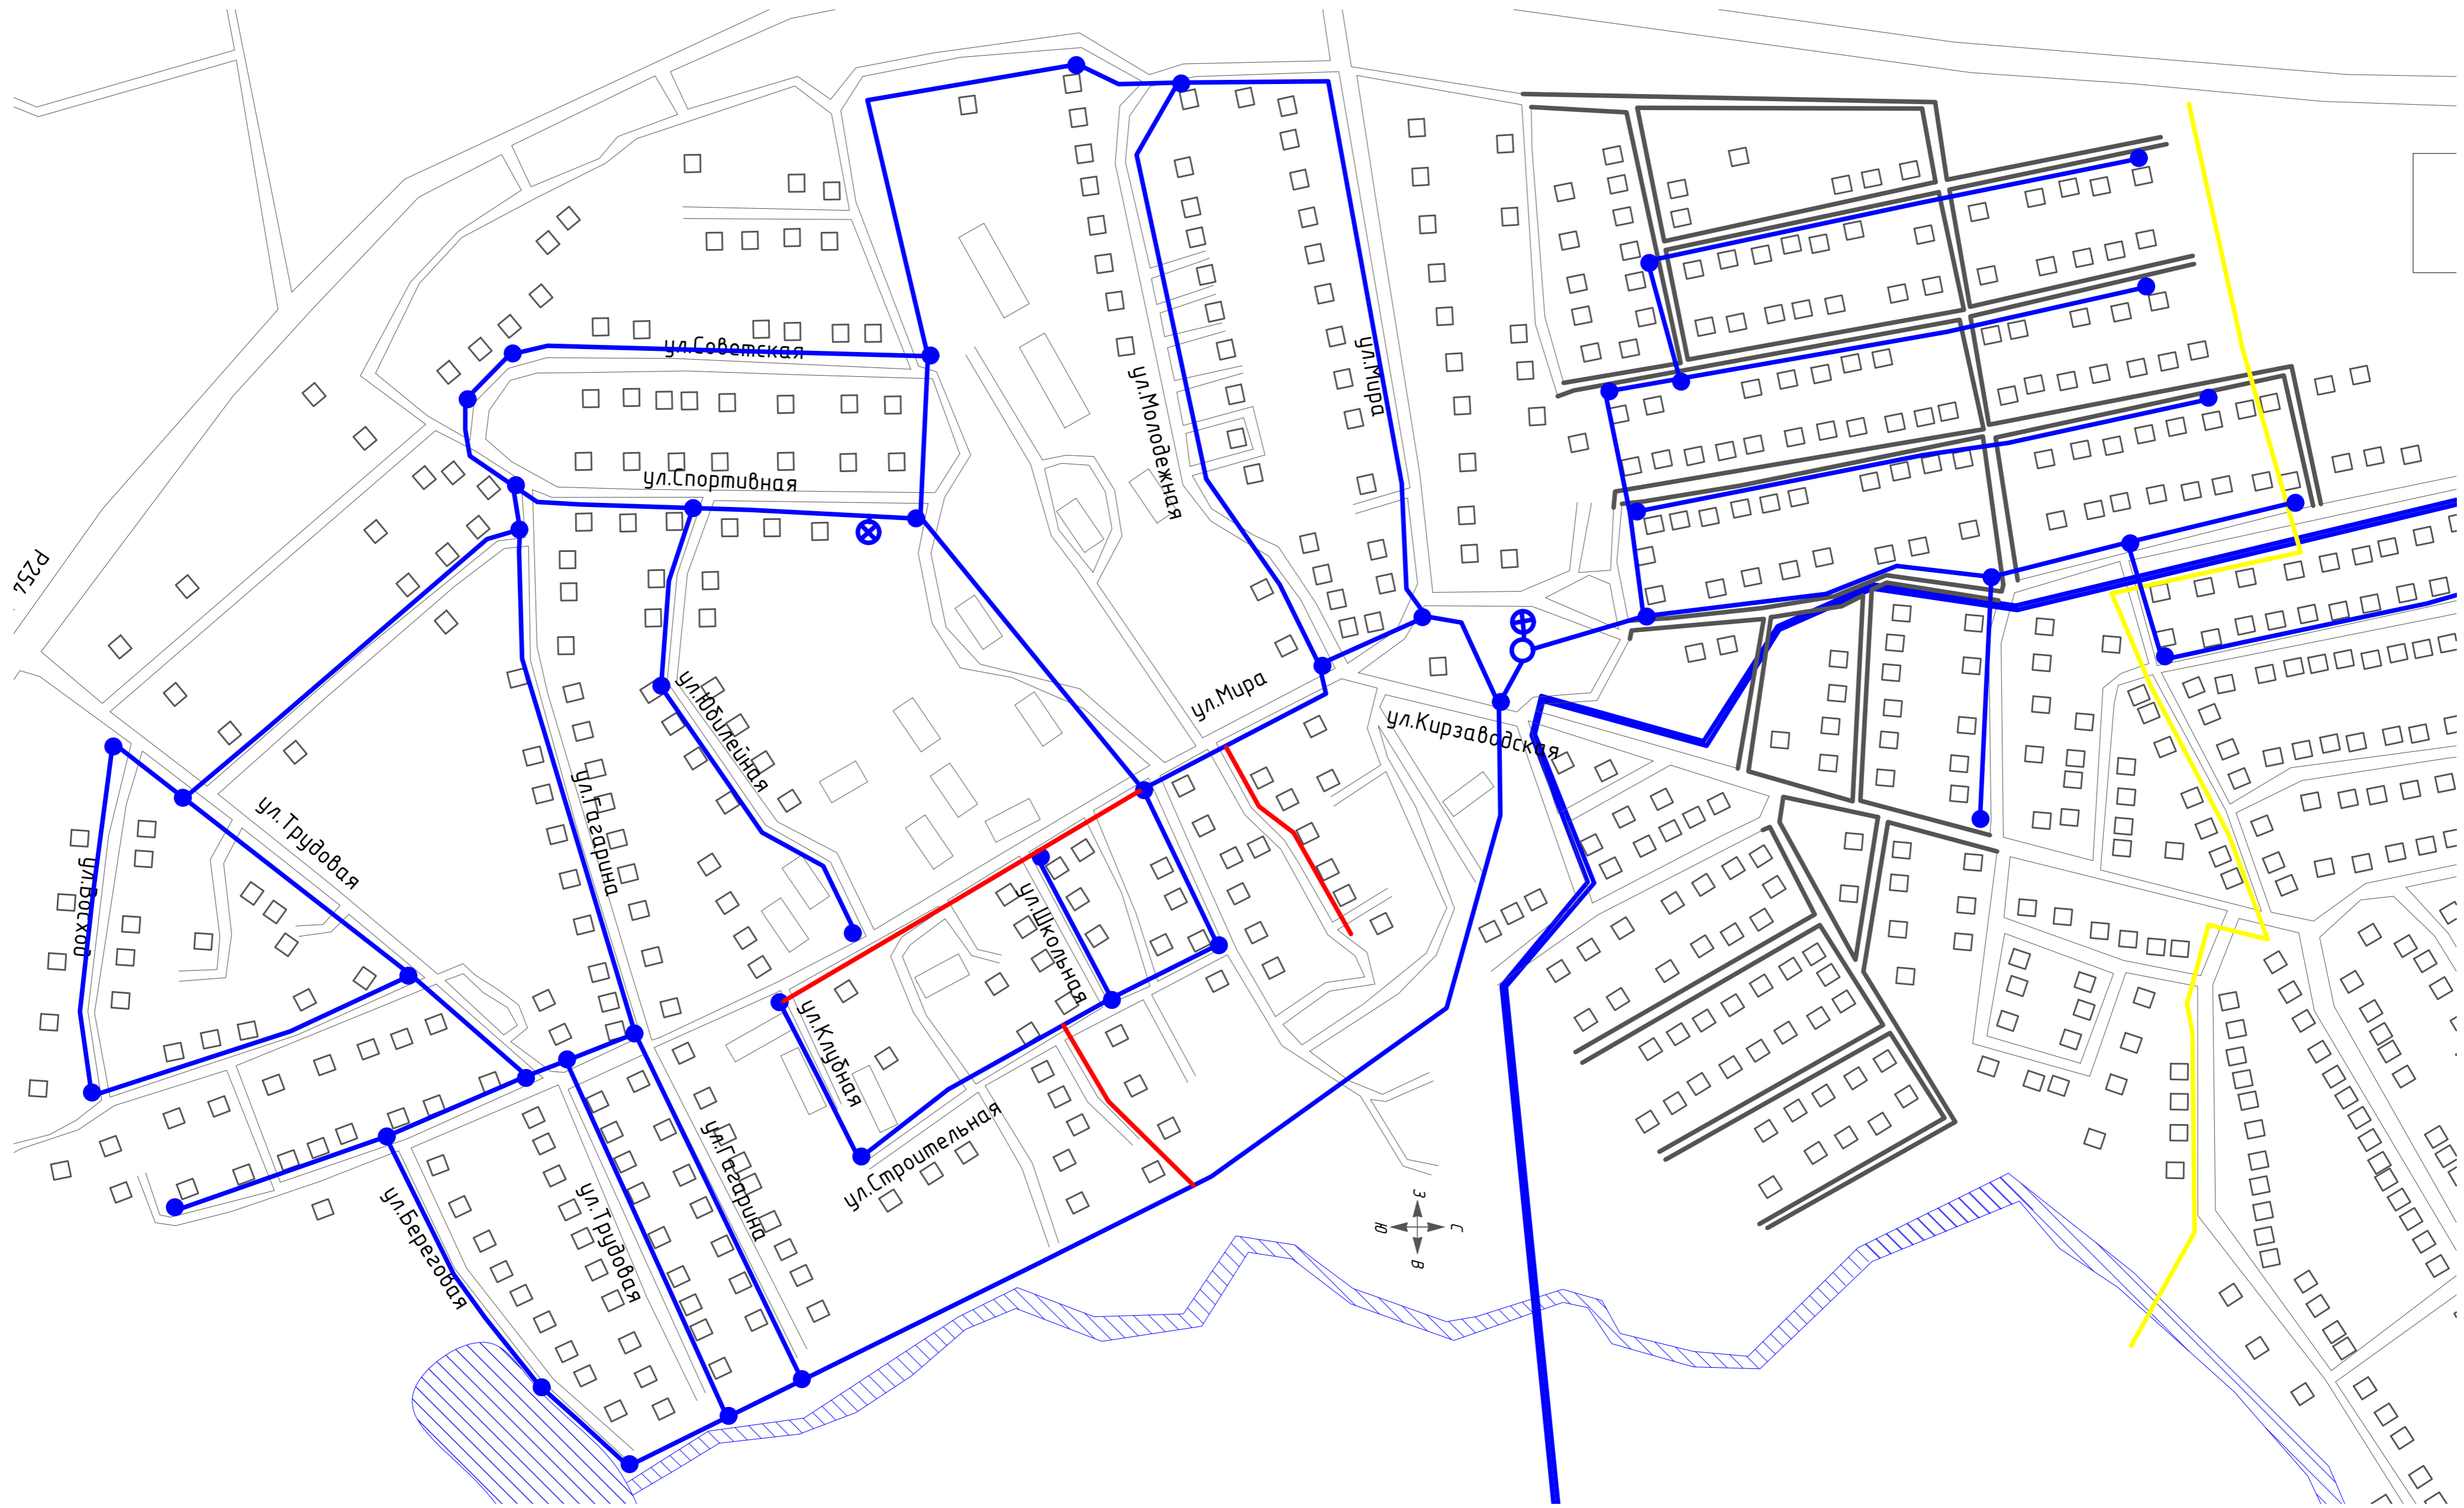 ул.Советская
ул.Мира
ул.Молодежная
ул.Спортивная
Р254
ул.Мира
ул.Юбилейная
ул.Кирзаводская
ул.Гагарина
ул.Трудовая
ул.Восход
ул.Школьная
ул.Клубная
ул.Строительная
ул.Гагарина
ул.Трудовая
ул.Береговая
З
Ю
С
В